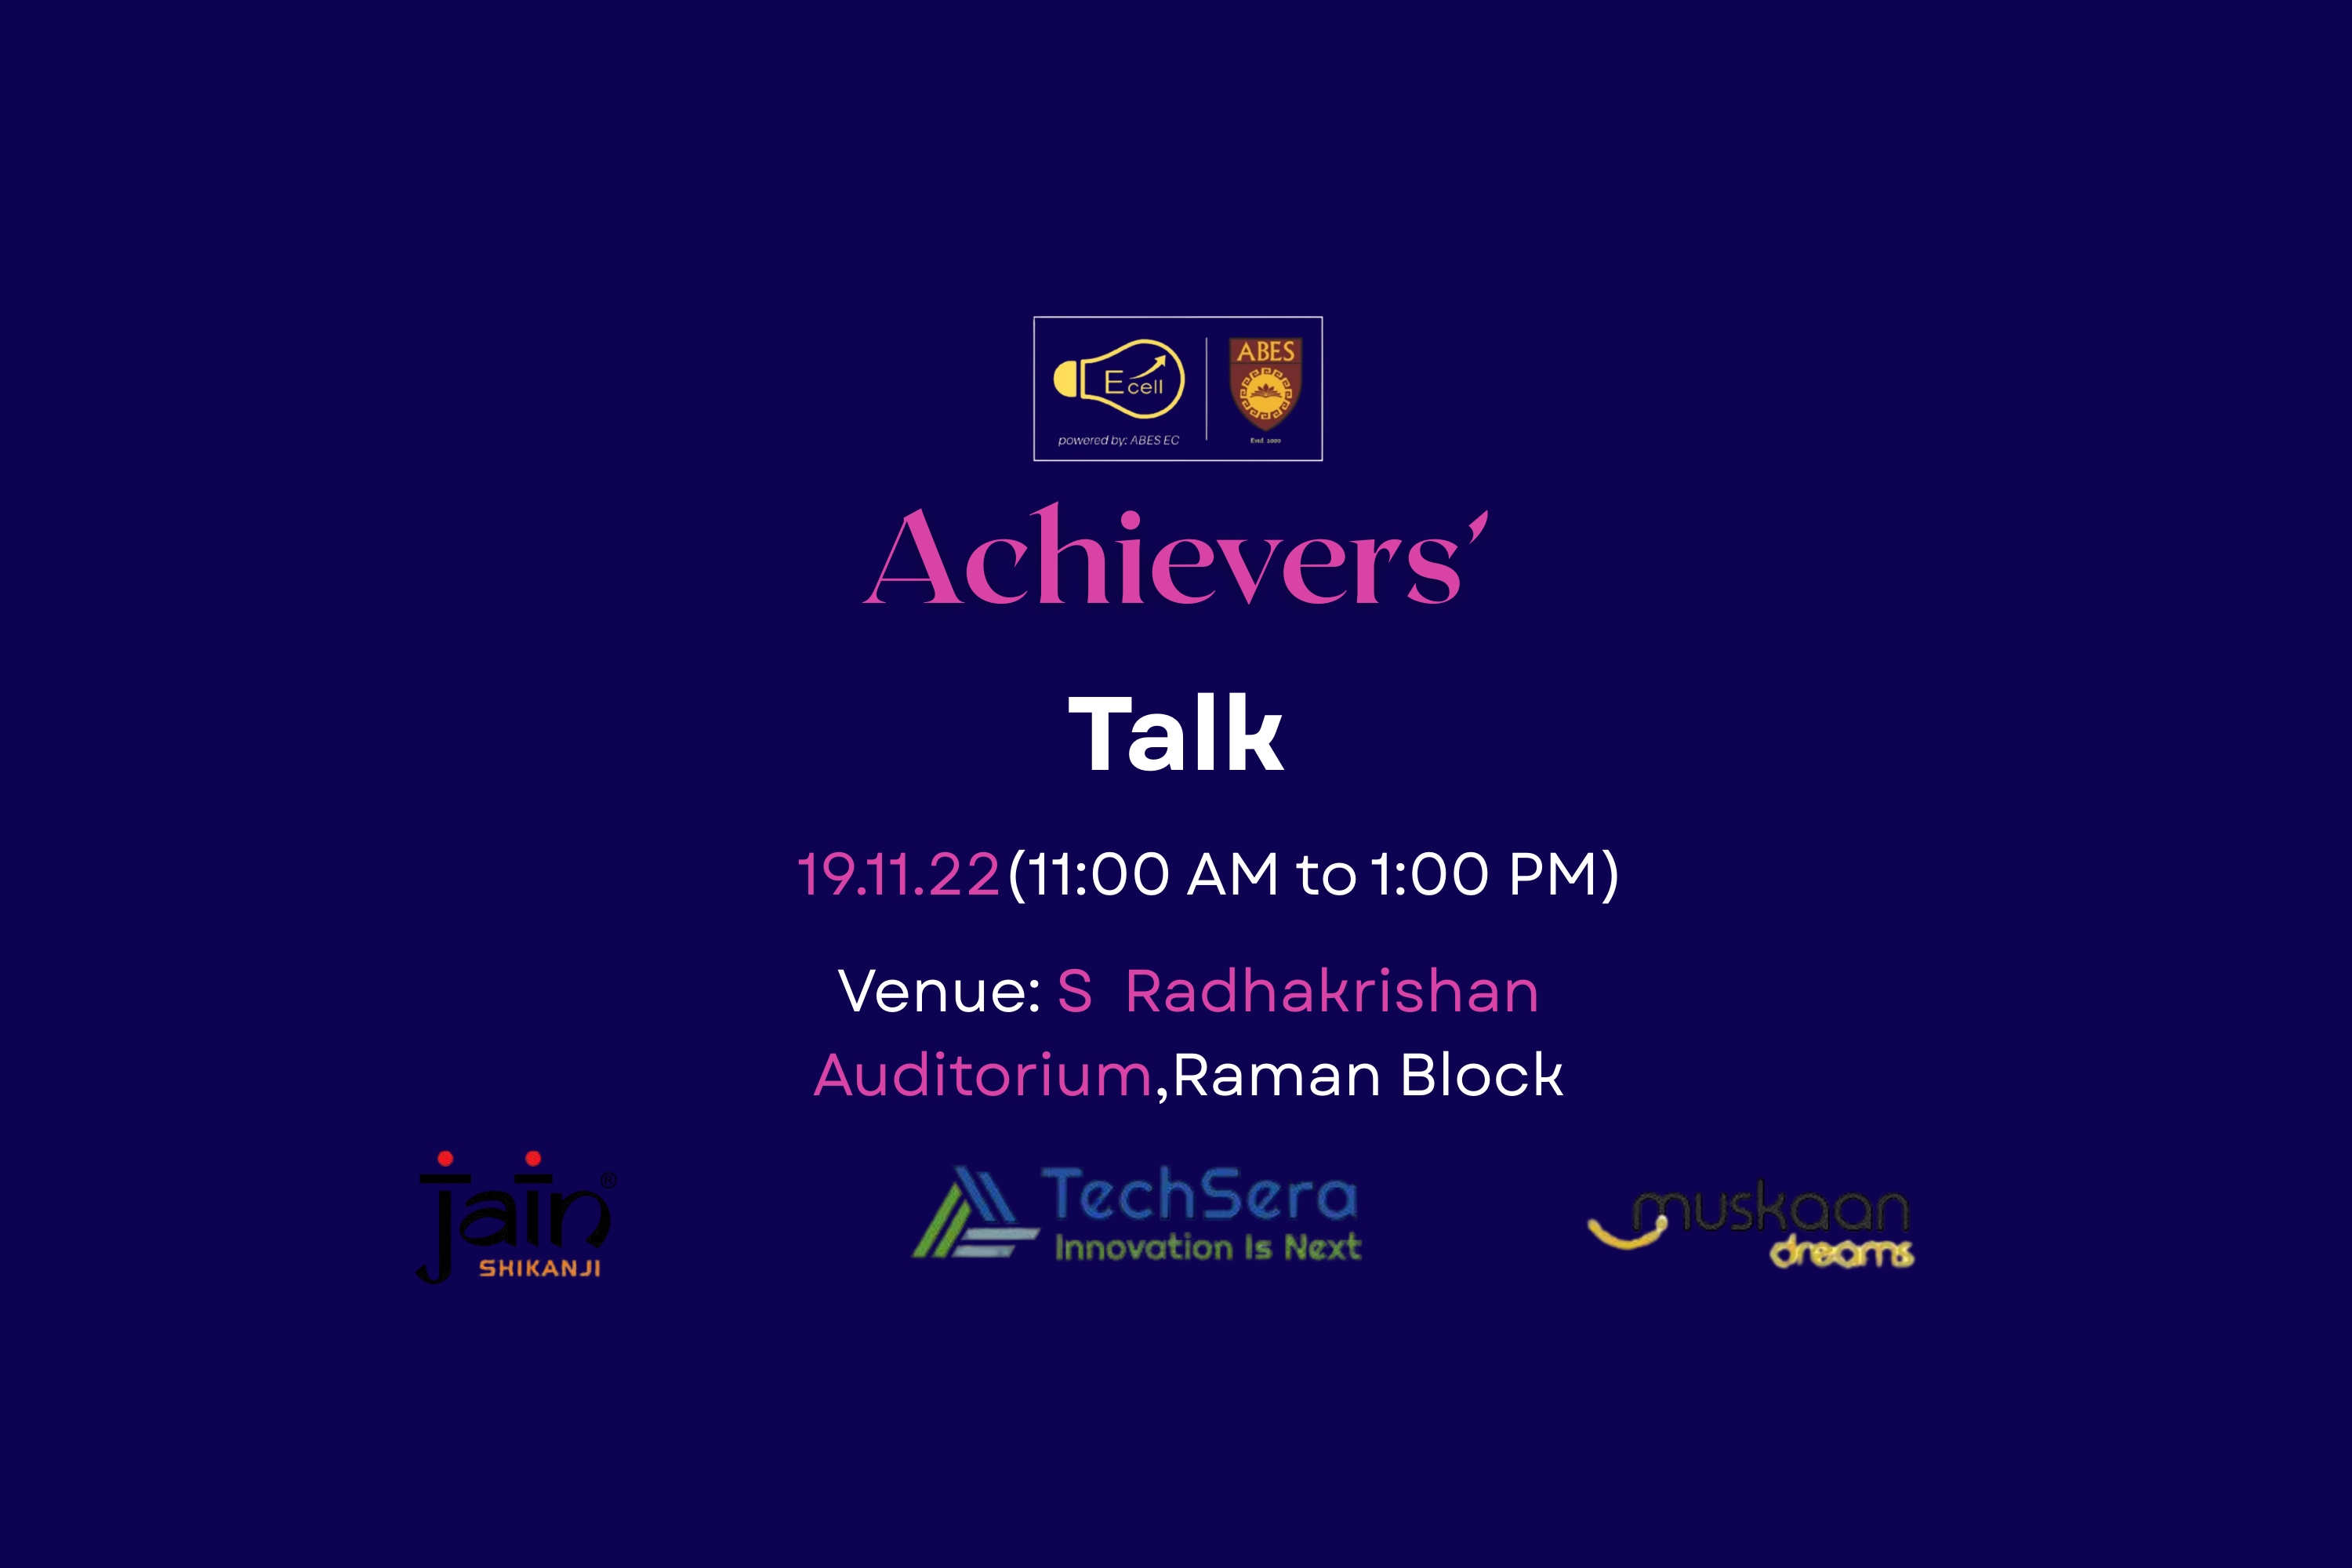 Ecell
powered by: ABES EC
ABES
Achievers'
Talk
19.11.22(11:00 AM to 1:00 PM)
Venue: S Radhakrishan
Auditorium,Raman Block
jain®
SHIKANJI
TechSera
Innovation Is Next
muskaan
dreams